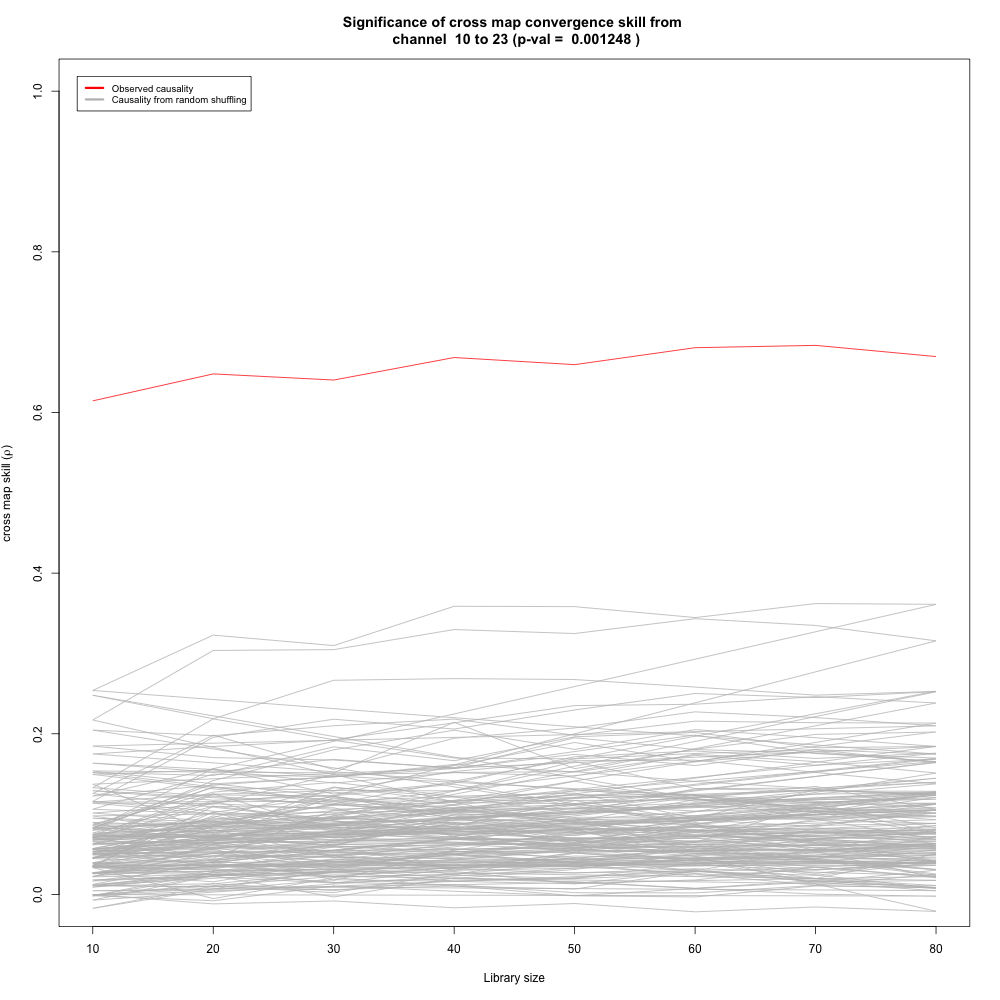 Significance of cross map convergence skill from
channel  10 to 23 (p-val =  0.001248 )
Observed causality
Causality from random shuffling
cross map skill (ρ)
1.0
0.8
0.6
0.4
0.2
0.0
10 20 30 40 50 60 70 80
Library size